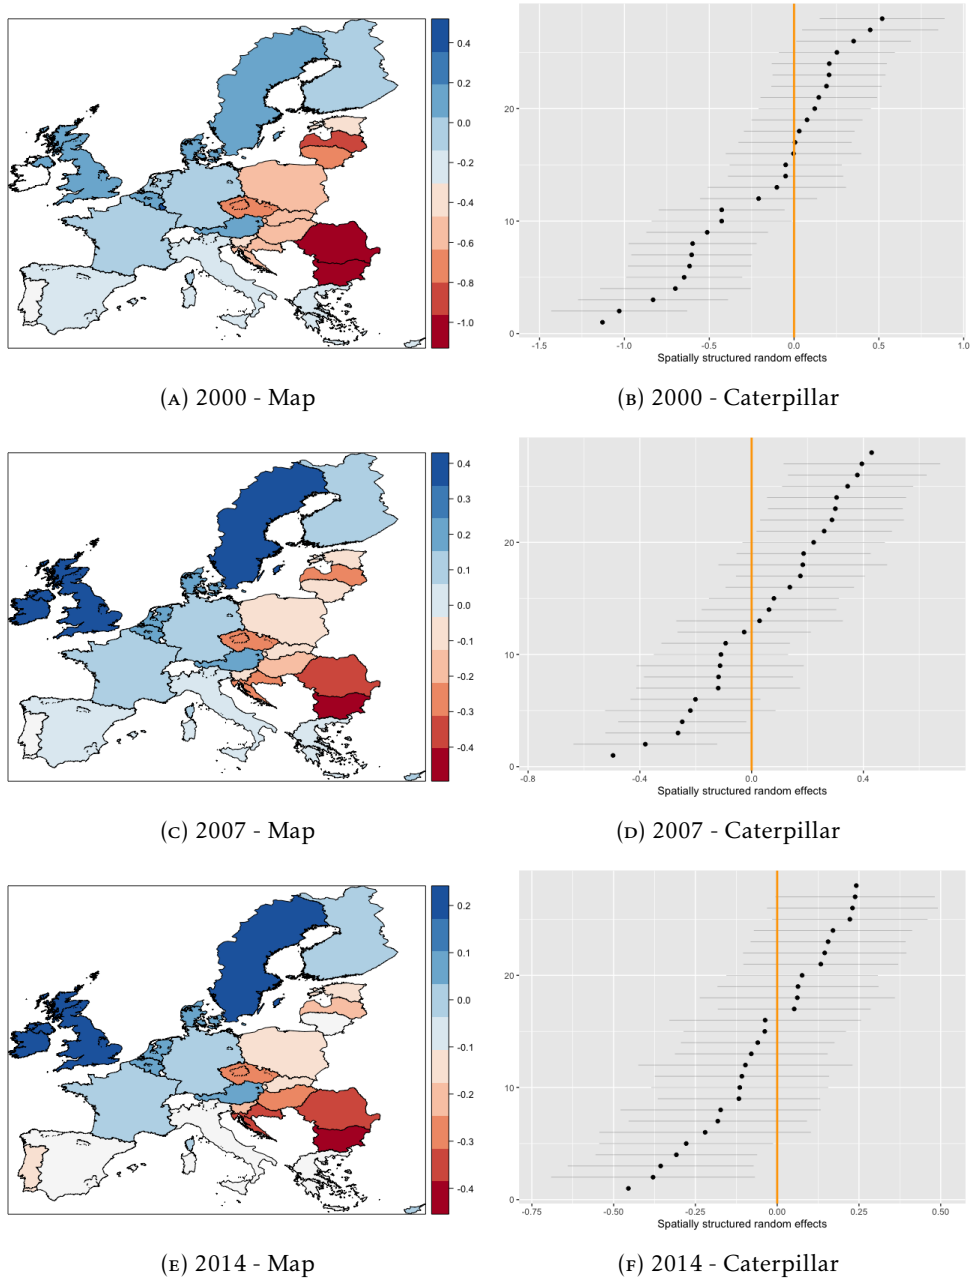 0.4
0.2
0.0
-0.2
-0.4
-0.6
-0.8
-1.0
20
10
0
-1.5 -1.0 -0.5 0.0 0.5 1.0
Spatially structured random effects
(A) 2000 - Map
(B) 2000 - Caterpillar
0.4
0.3
0.2
0.1
0.0
-0.1
-0.2
-0.3
-0.4
20
10
0
-0.8 -0.4 0.0 0.4
Spatially structured random effects
(C) 2007 - Map
(D) 2007 - Caterpillar
0.2
0.1
0.0
-0.1
-0.2
-0.3
-0.4
20
10
0
-0.75 -0.50 -0.25 0.00 0.25 0.50
Spatially structured random effects
(E) 2014 - Map
(F) 2014 - Caterpillar